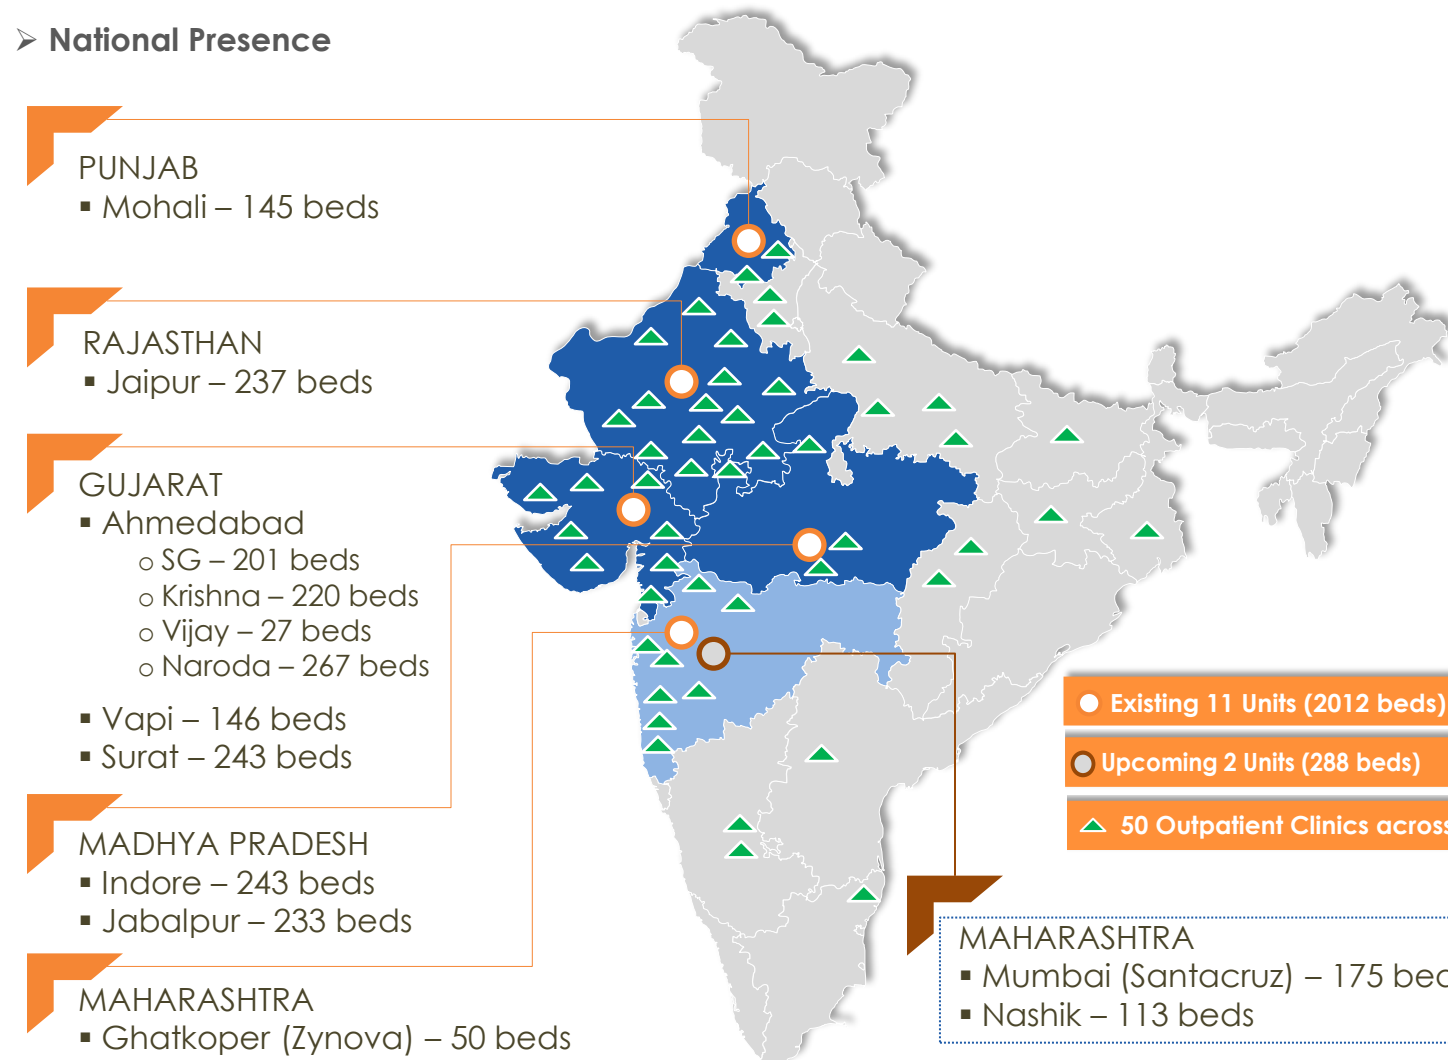 ➢ National Presence
PUNJAB
▪ Mohali – 145 beds
RAJASTHAN
▪ Jaipur – 237 beds
GUJARAT
▪ Ahmedabad
o SG – 201 beds
o Krishna – 220 beds
o Vijay – 27 beds
o Naroda – 267 beds
▪ Vapi – 146 beds
▪ Surat – 243 beds
MADHYA PRADESH
▪ Indore – 243 beds
▪ Jabalpur – 233 beds
MAHARASHTRA
▪ Ghatkoper (Zynova) – 50 beds
Existing 11 Units (2012 beds)
Upcoming 2 Units (288 beds)
50 Outpatient Clinics across
MAHARASHTRA
▪ Mumbai (Santacruz) – 175
▪ Nashik – 113 beds